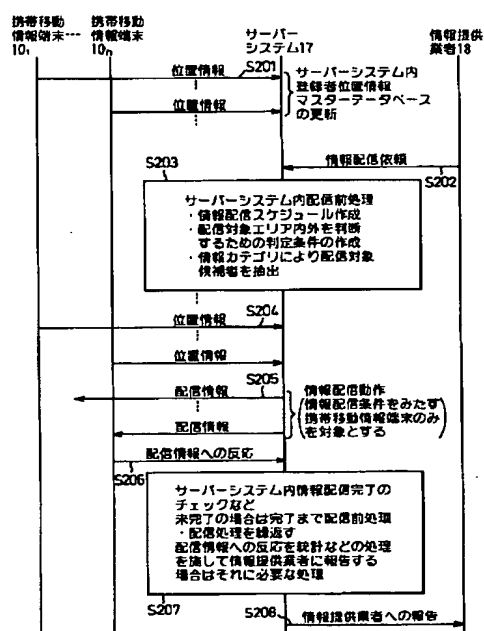 携帯移動
情報端末---
10₁
携帯移動
情報端末
10n
サーバー
システム17
情報提供
業者18
位置情報
S201
サーバーシステム内
登録者位置情報
マスターデータベース
の更新
位置情報
情報配信依頼
S202
S203
サーバーシステム内配信前処理
・情報配信スケジュール作成
・配信対象エリア内外を判断
するための判定条件の作成
・情報カテゴリにより配信対象
候補者を抽出
位置情報
S204
位置情報
S205
配信情報
配信情報
情報配信動作
(情報配信条件をみたす
携帯移動情報端末のみ
を対象とする)
配信情報への反応
S206
サーバーシステム内情報配信完了の
チェックなど
未完了の場合は完了まで配信前処理
・配信処理を繰返す
配信情報への反応を統計などの処理
を施して情報提供業者に報告する
場合はそれに必要な処理
S207
S208
情報提供業者への報告